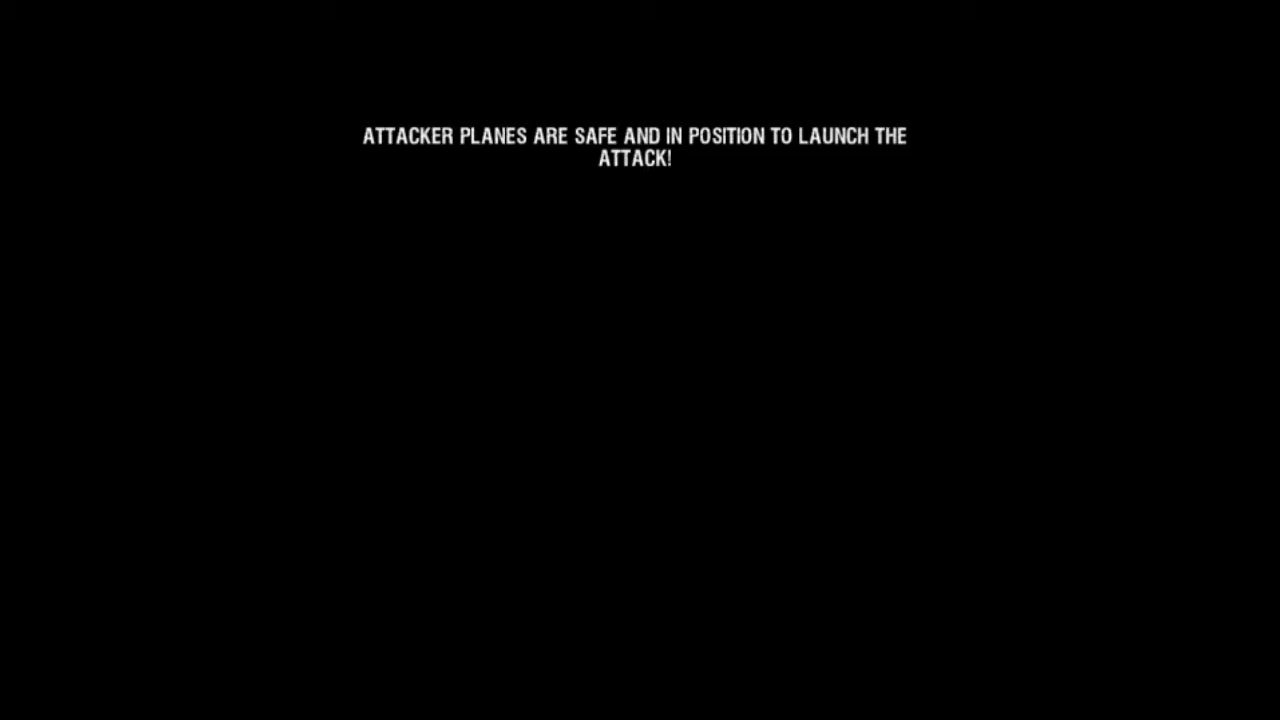 ATTACKER PLANES ARE SAFE AND IN POSITION TO LAUNCH THE
ATTACK!